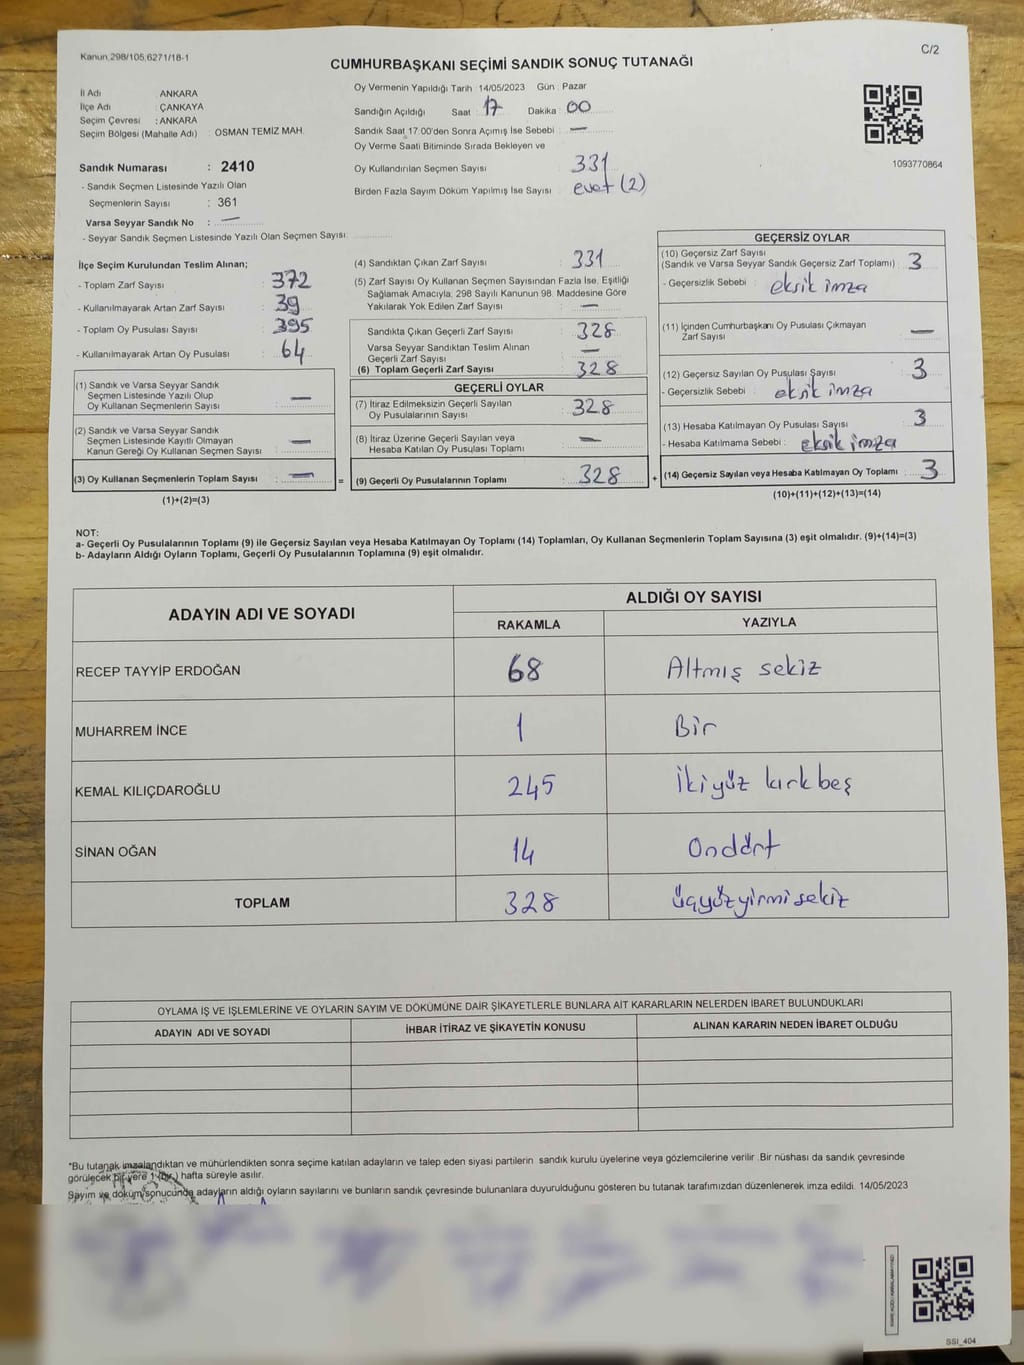 Kanun 298/105,6271/18-1
C/2
CUMHURBAŞKANI SEÇİMİ SANDIK SONUÇ TUTANAĞI
İl Adı ANKARA
İlçe Adı : ÇANKAYA
Seçim Çevresi : ANKARA
Seçim Bölgesi (Mahalle Adı) : OSMAN TEMİZ MAH.
Sandık Numarası : 2410
- Sandık Seçmen Listesinde Yazılı Olan
Seçmenlerin Sayısı : 361
Varsa Seyyar Sandık No : —
- Seyyar Sandık Seçmen Listesinde Yazılı Olan Seçmen Sayısı:
Oy Vermenin Yapıldığı Tarih : 14/05/2023 Gün : Pazar
Sandığın Açıldığı Saat : 17 Dakika : 00
Sandık Saat 17:00'den Sonra Açımış İse Sebebi : —
Oy Verme Saati Bitiminde Sırada Bekleyen ve
Oy Kullandırılan Seçmen Sayısı : 331
Birden Fazla Sayım Döküm Yapılmış İse Sayısı : evet (2)
1093770864
İlçe Seçim Kurulundan Teslim Alınan;
- Toplam Zarf Sayısı : 372
- Kullanılmayarak Artan Zarf Sayısı : 39
- Toplam Oy Pusulası Sayısı : 395
- Kullanılmayarak Artan Oy Pusulası : 64
(1) Sandık ve Varsa Seyyar Sandık
Seçmen Listesinde Yazılı Olup
Oy Kullanan Seçmenlerin Sayısı : —
(2) Sandık ve Varsa Seyyar Sandık
Seçmen Listesinde Kayıtlı Olmayan
Kanun Gereği Oy Kullanan Seçmen Sayısı : —
(3) Oy Kullanan Seçmenlerin Toplam Sayısı : —
(1)+(2)=(3)
(4) Sandıktan Çıkan Zarf Sayısı : 331
(5) Zarf Sayısı Oy Kullanan Seçmen Sayısından Fazla İse, Eşitliği
Sağlamak Amacıyla, 298 Sayılı Kanunun 98. Maddesine Göre
Yakılarak Yok Edilen Zarf Sayısı : —
Sandıkta Çıkan Geçerli Zarf Sayısı : 328
Varsa Seyyar Sandıktan Teslim Alınan
Geçerli Zarf Sayısı : —
(6) Toplam Geçerli Zarf Sayısı : 328
GEÇERLİ OYLAR
(7) İtiraz Edilmeksizin Geçerli Sayılan
Oy Pusulalarının Sayısı : 328
(8) İtiraz Üzerine Geçerli Sayılan veya
Hesaba Katılan Oy Pusulası Toplamı : —
= (9) Geçerli Oy Pusulalarının Toplamı : 328 +
GEÇERSİZ OYLAR
(10) Geçersiz Zarf Sayısı
(Sandık ve Varsa Seyyar Sandık Geçersiz Zarf Toplamı) : 3
- Geçersizlik Sebebi : eksik imza
(11) İçinden Cumhurbaşkanı Oy Pusulası Çıkmayan
Zarf Sayısı —
(12) Geçersiz Sayılan Oy Pusulası Sayısı : 3
- Geçersizlik Sebebi : eksik imza
(13) Hesaba Katılmayan Oy Pusulası Sayısı : 3
- Hesaba Katılmama Sebebi : eksik imza
(14) Geçersiz Sayılan veya Hesaba Katılmayan Oy Toplamı : 3
(10)+(11)+(12)+(13)=(14)
NOT:
a- Geçerli Oy Pusulalarının Toplamı (9) ile Geçersiz Sayılan veya Hesaba Katılmayan Oy Toplamı (14) Toplamları, Oy Kullanan Seçmenlerin Toplam Sayısına (3) eşit olmalıdır. (9)+(14)=(3)
b- Adayların Aldığı Oyların Toplamı, Geçerli Oy Pusulalarının Toplamına (9) eşit olmalıdır.
ADAYIN ADI VE SOYADI
ALDIĞI OY SAYISI
RAKAMLA YAZIYLA
RECEP TAYYİP ERDOĞAN 68 Altmış sekiz
MUHARREM İNCE 1 Bir
KEMAL KILIÇDAROĞLU 245 İkiyüz kırkbeş
SİNAN OĞAN 14 Ondört
TOPLAM 328 üçyüzyirmisekiz
OYLAMA İŞ VE İŞLEMLERİNE VE OYLARIN SAYIM VE DÖKÜMÜNE DAİR ŞİKAYETLERLE BUNLARA AİT KARARLARIN NELERDEN İBARET BULUNDUKLARI
ADAYIN ADI VE SOYADI İHBAR İTİRAZ VE ŞİKAYETİN KONUSU ALINAN KARARIN NEDEN İBARET OLDUĞU
*Bu tutanak imzalandıktan ve mühürlendikten sonra seçime katılan adayların ve talep eden siyasi partilerin sandık kurulu üyelerine veya gözlemcilerine verilir. Bir nüshası da sandık çevresinde
görülecek bir yere 1 (bir) hafta süreyle asılır.
Sayım ve döküm sonucunda adayların aldığı oyların sayılarını ve bunların sandık çevresinde bulunanlara duyurulduğunu gösteren bu tutanak tarafımızdan düzenlenerek imza edildi. 14/05/2023
SSI_404